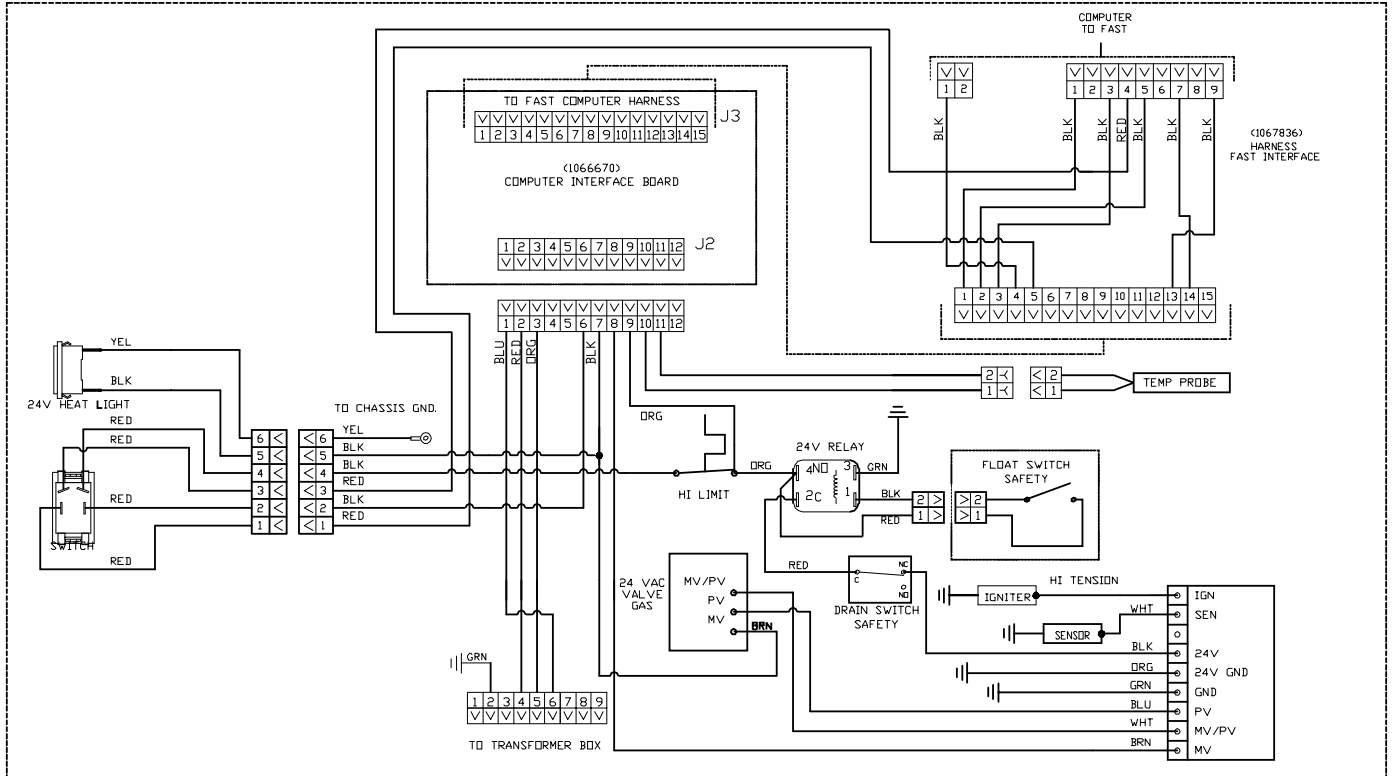 COMPUTER
TO FAST
1 2
1 2 3 4 5 6 7 8 9
BLK BLK BLK RED BLK BLK BLK
(1067836)
HARNESS
FAST INTERFACE
TO FAST COMPUTER HARNESS
1 2 3 4 5 6 7 8 9 10 11 12 13 14 15
J3
(1066670)
COMPUTER INTERFACE BOARD
1 2 3 4 5 6 7 8 9 10 11 12
J2
1 2 3 4 5 6 7 8 9 10 11 12
BLU RED ORG BLK
1 2 3 4 5 6 7 8 9 10 11 12 13 14 15
YEL
BLK
24V HEAT LIGHT
RED
RED
RED
SWITCH
RED
6 6
5 5
4 4
3 3
2 2
1 1
TO CHASSIS GND.
YEL
BLK
BLK
RED
BLK
RED
ORG
HI LIMIT
2 2
1 1
TEMP PROBE
24V RELAY
ORG
4NO 3
GRN
2C 1
BLK
RED
2 2
1 1
FLOAT SWITCH
SAFETY
RED
C
NC
NO
DRAIN SWITCH
SAFETY
24 VAC
VALVE
GAS
MV/PV
PV
MV
BRN
HI TENSION
IGNITER
IGN
WHT
SENSOR
SEN
BLK
24V
ORG
24V GND
GRN
GND
BLU
PV
WHT
MV/PV
BRN
MV
GRN
1 2 3 4 5 6 7 8 9
TO TRANSFORMER BOX